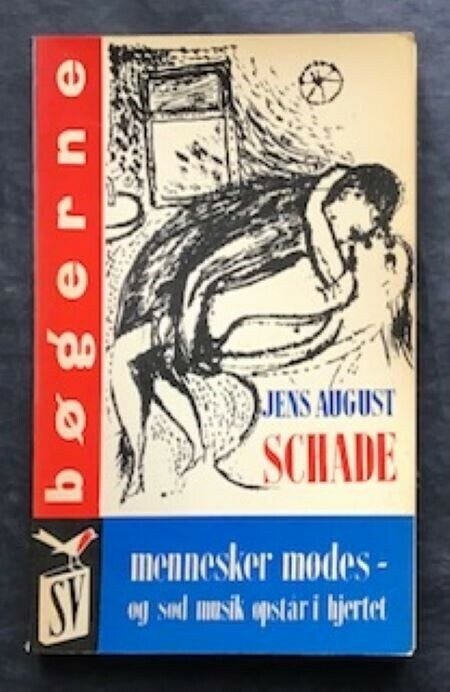 bøgerne
JENS AUGUST
SCHADE
SV
mennesker mødes -
og sød musik opstår i hjertet